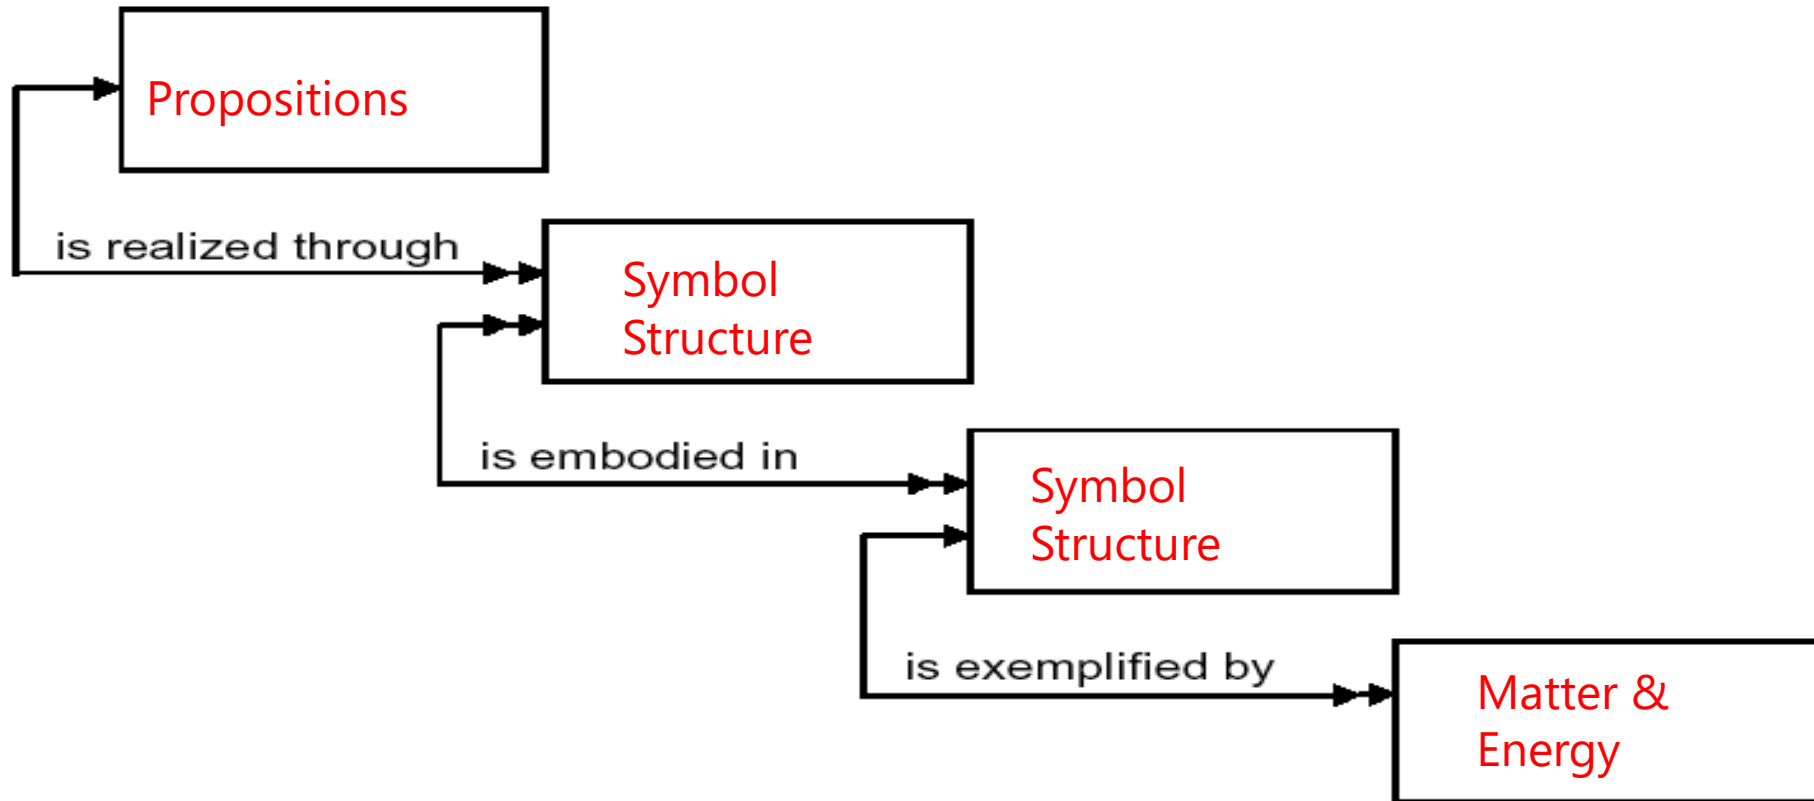 Propositions
is realized through
Symbol
Structure
is embodied in
Symbol
Structure
is exemplified by
Matter &
Energy